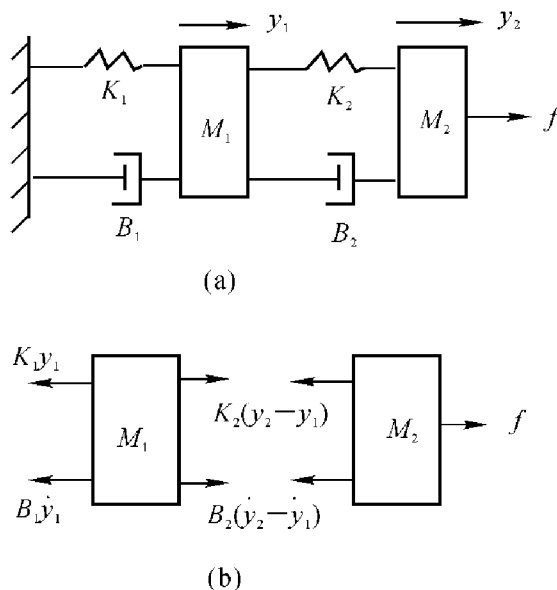 y₁ y₂
K₁ K₂
M₁ M₂ f
B₁ B₂
(a)
K₁y₁
K₂(y₂−y₁)
M₁ M₂ f
B₁ẏ₁ B₂(ẏ₂−ẏ₁)
(b)